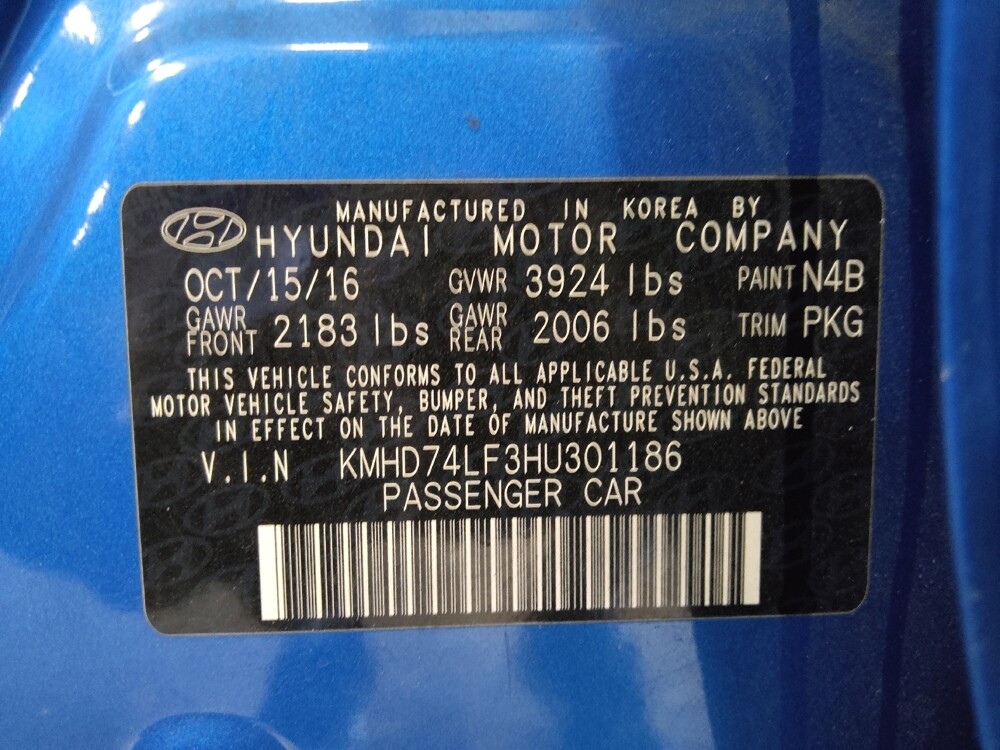 MANUFACTURED IN KOREA BY
HYUNDAI MOTOR COMPANY
OCT/15/16 GVWR 3924 lbs PAINT N4B
GAWR FRONT 2183 lbs GAWR REAR 2006 lbs TRIM PKG
THIS VEHICLE CONFORMS TO ALL APPLICABLE U.S.A. FEDERAL
MOTOR VEHICLE SAFETY, BUMPER, AND THEFT PREVENTION STANDARDS
IN EFFECT ON THE DATE OF MANUFACTURE SHOWN ABOVE
V.I.N KMHD74LF3HU301186
PASSENGER CAR